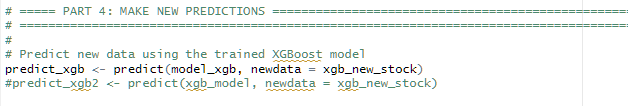 # ===== PART 4: MAKE NEW PREDICTIONS ==================================================
# =======================================================================================
#
# Predict new data using the trained XGBoost model
predict_xgb <- predict(model_xgb, newdata = xgb_new_stock)
#predict_xgb2 <- predict(xgb_model, newdata = xgb_new_stock)